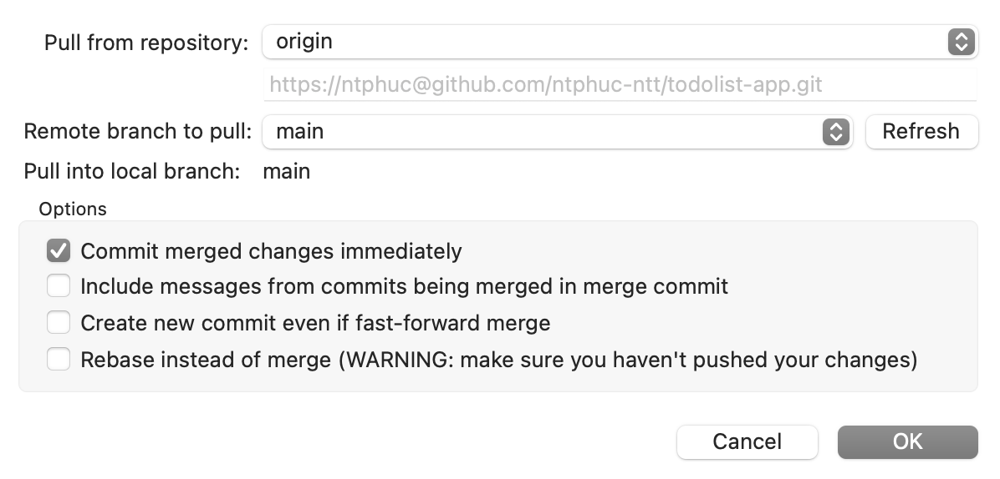 Pull from repository: origin
https://ntphuc@github.com/ntphuc-ntt/todolist-app.git
Remote branch to pull: main Refresh
Pull into local branch: main
Options
Commit merged changes immediately
Include messages from commits being merged in merge commit
Create new commit even if fast-forward merge
Rebase instead of merge (WARNING: make sure you haven't pushed your changes)
Cancel OK